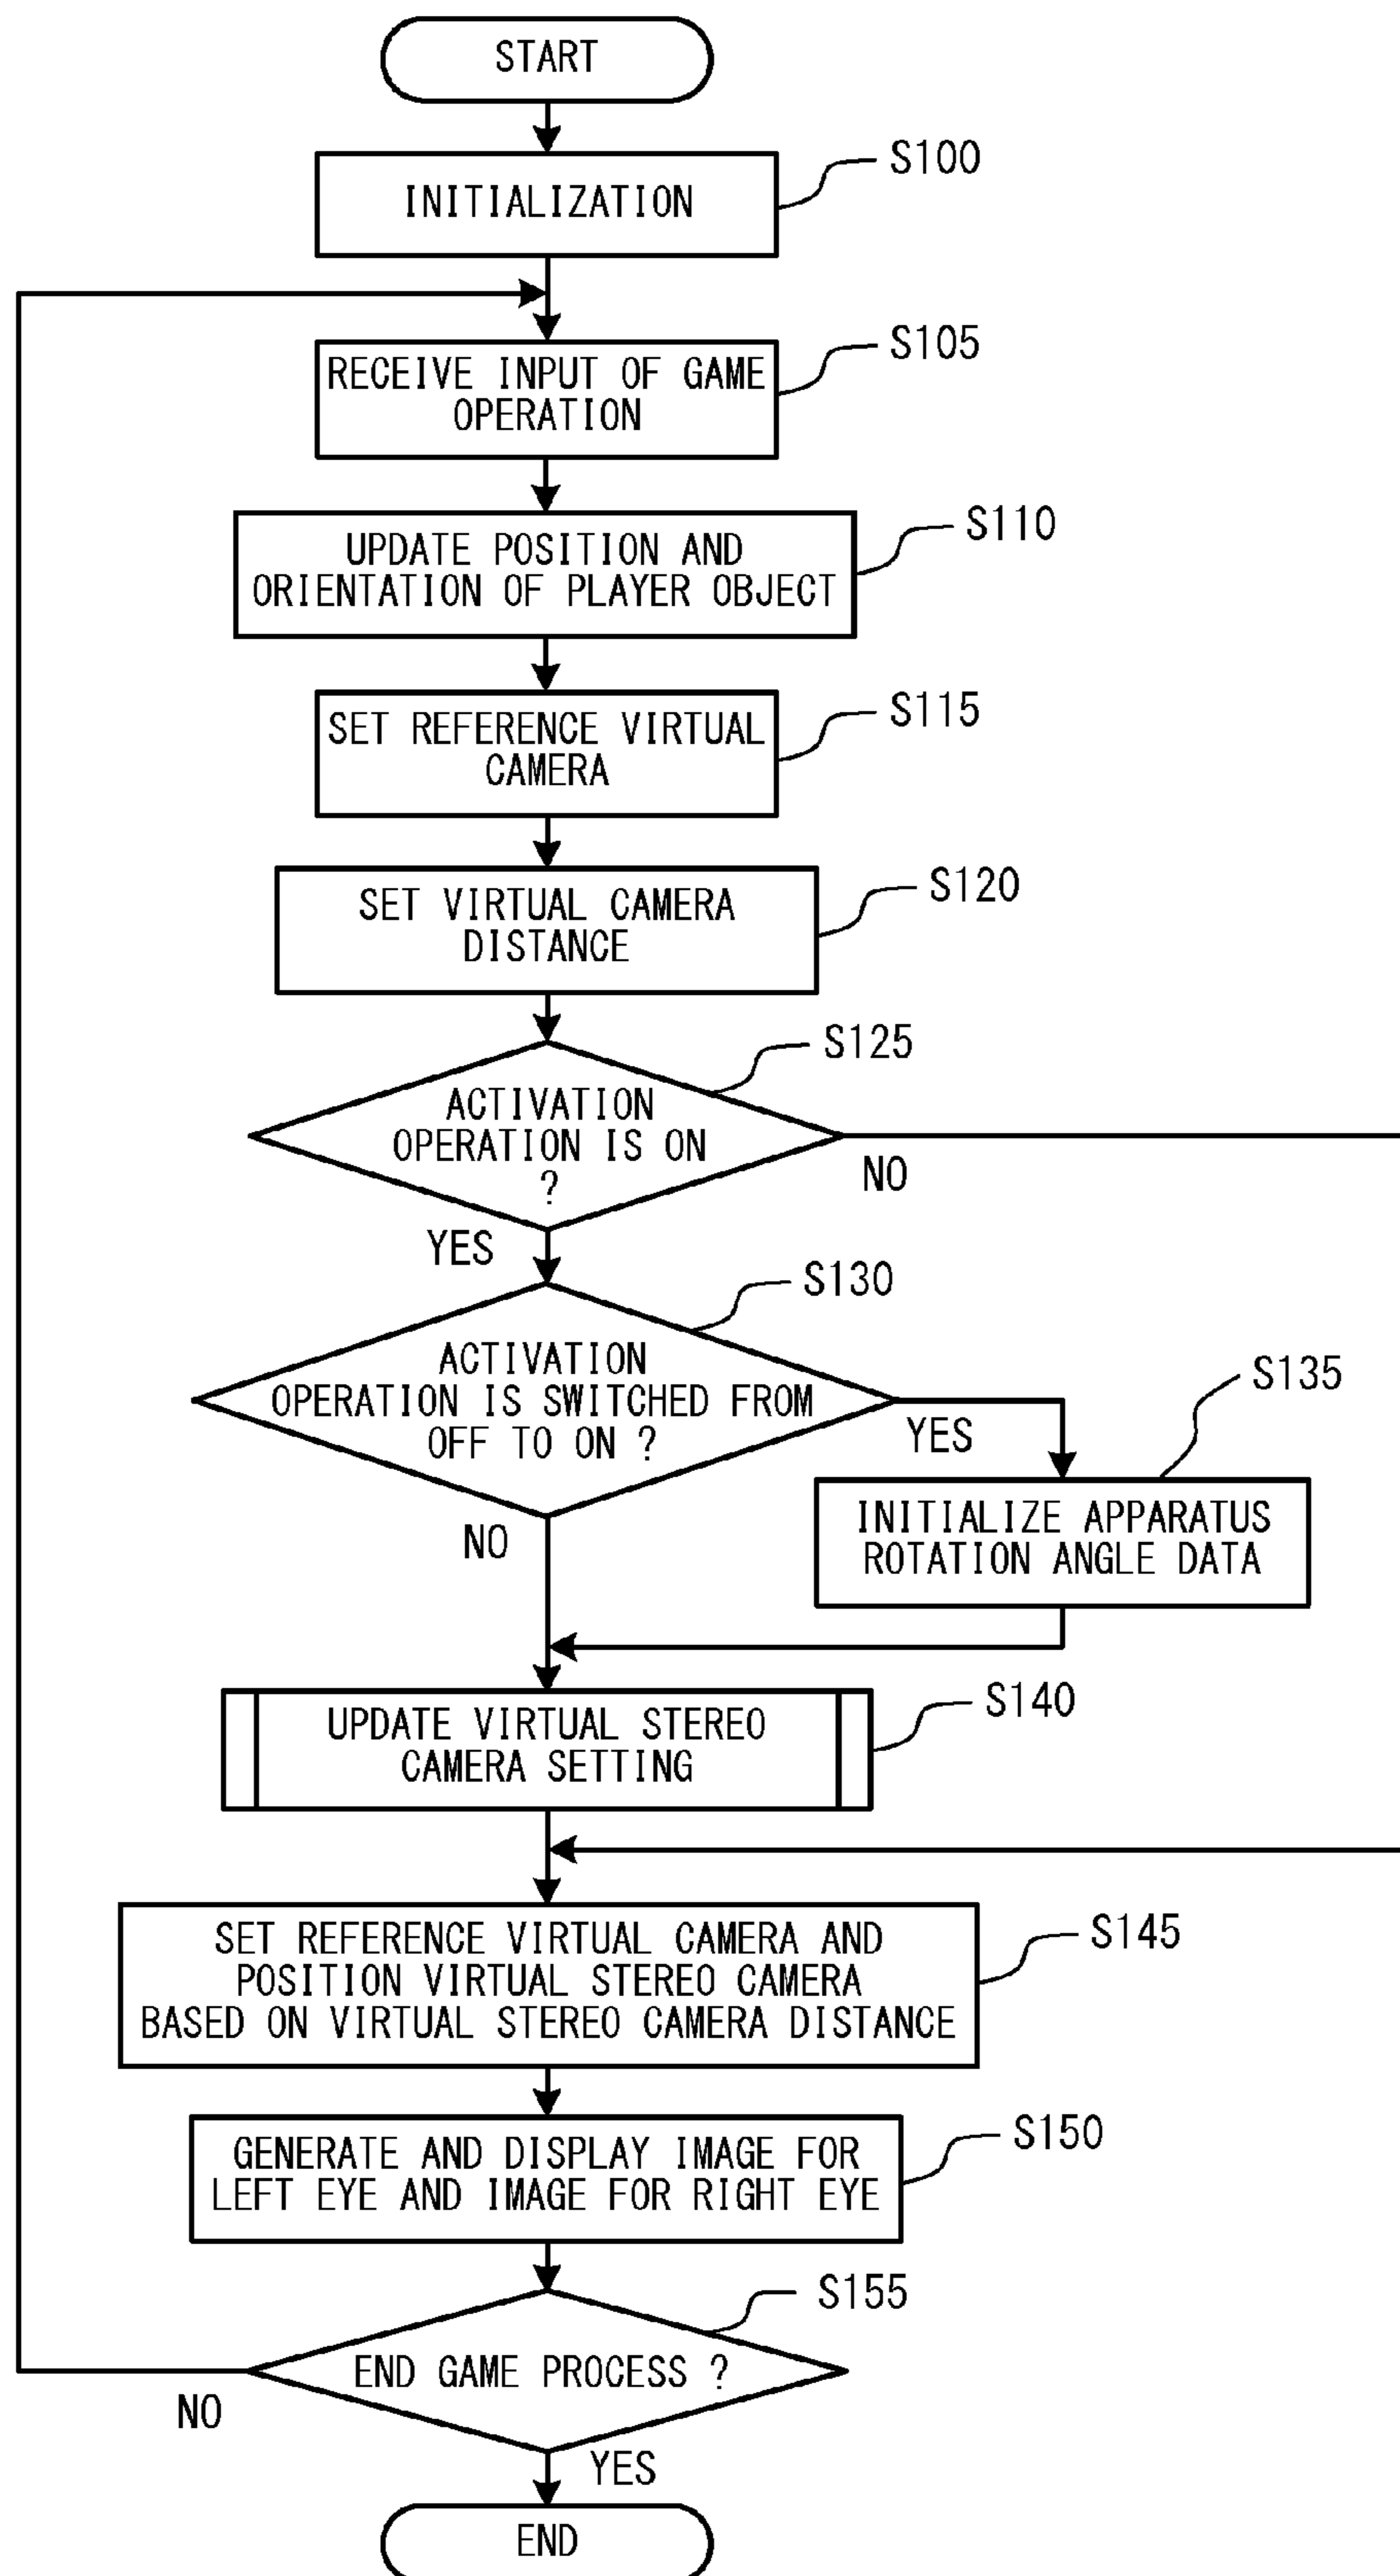 START
INITIALIZATION
S100
RECEIVE INPUT OF GAME
OPERATION
S105
UPDATE POSITION AND
ORIENTATION OF PLAYER OBJECT
S110
SET REFERENCE VIRTUAL
CAMERA
S115
SET VIRTUAL CAMERA
DISTANCE
S120
ACTIVATION
OPERATION IS ON
?
S125
NO
YES
ACTIVATION
OPERATION IS SWITCHED FROM
OFF TO ON ?
S130
YES
NO
INITIALIZE APPARATUS
ROTATION ANGLE DATA
S135
UPDATE VIRTUAL STEREO
CAMERA SETTING
S140
SET REFERENCE VIRTUAL CAMERA AND
POSITION VIRTUAL STEREO CAMERA
BASED ON VIRTUAL STEREO CAMERA DISTANCE
S145
GENERATE AND DISPLAY IMAGE FOR
LEFT EYE AND IMAGE FOR RIGHT EYE
S150
END GAME PROCESS ?
S155
NO
YES
END